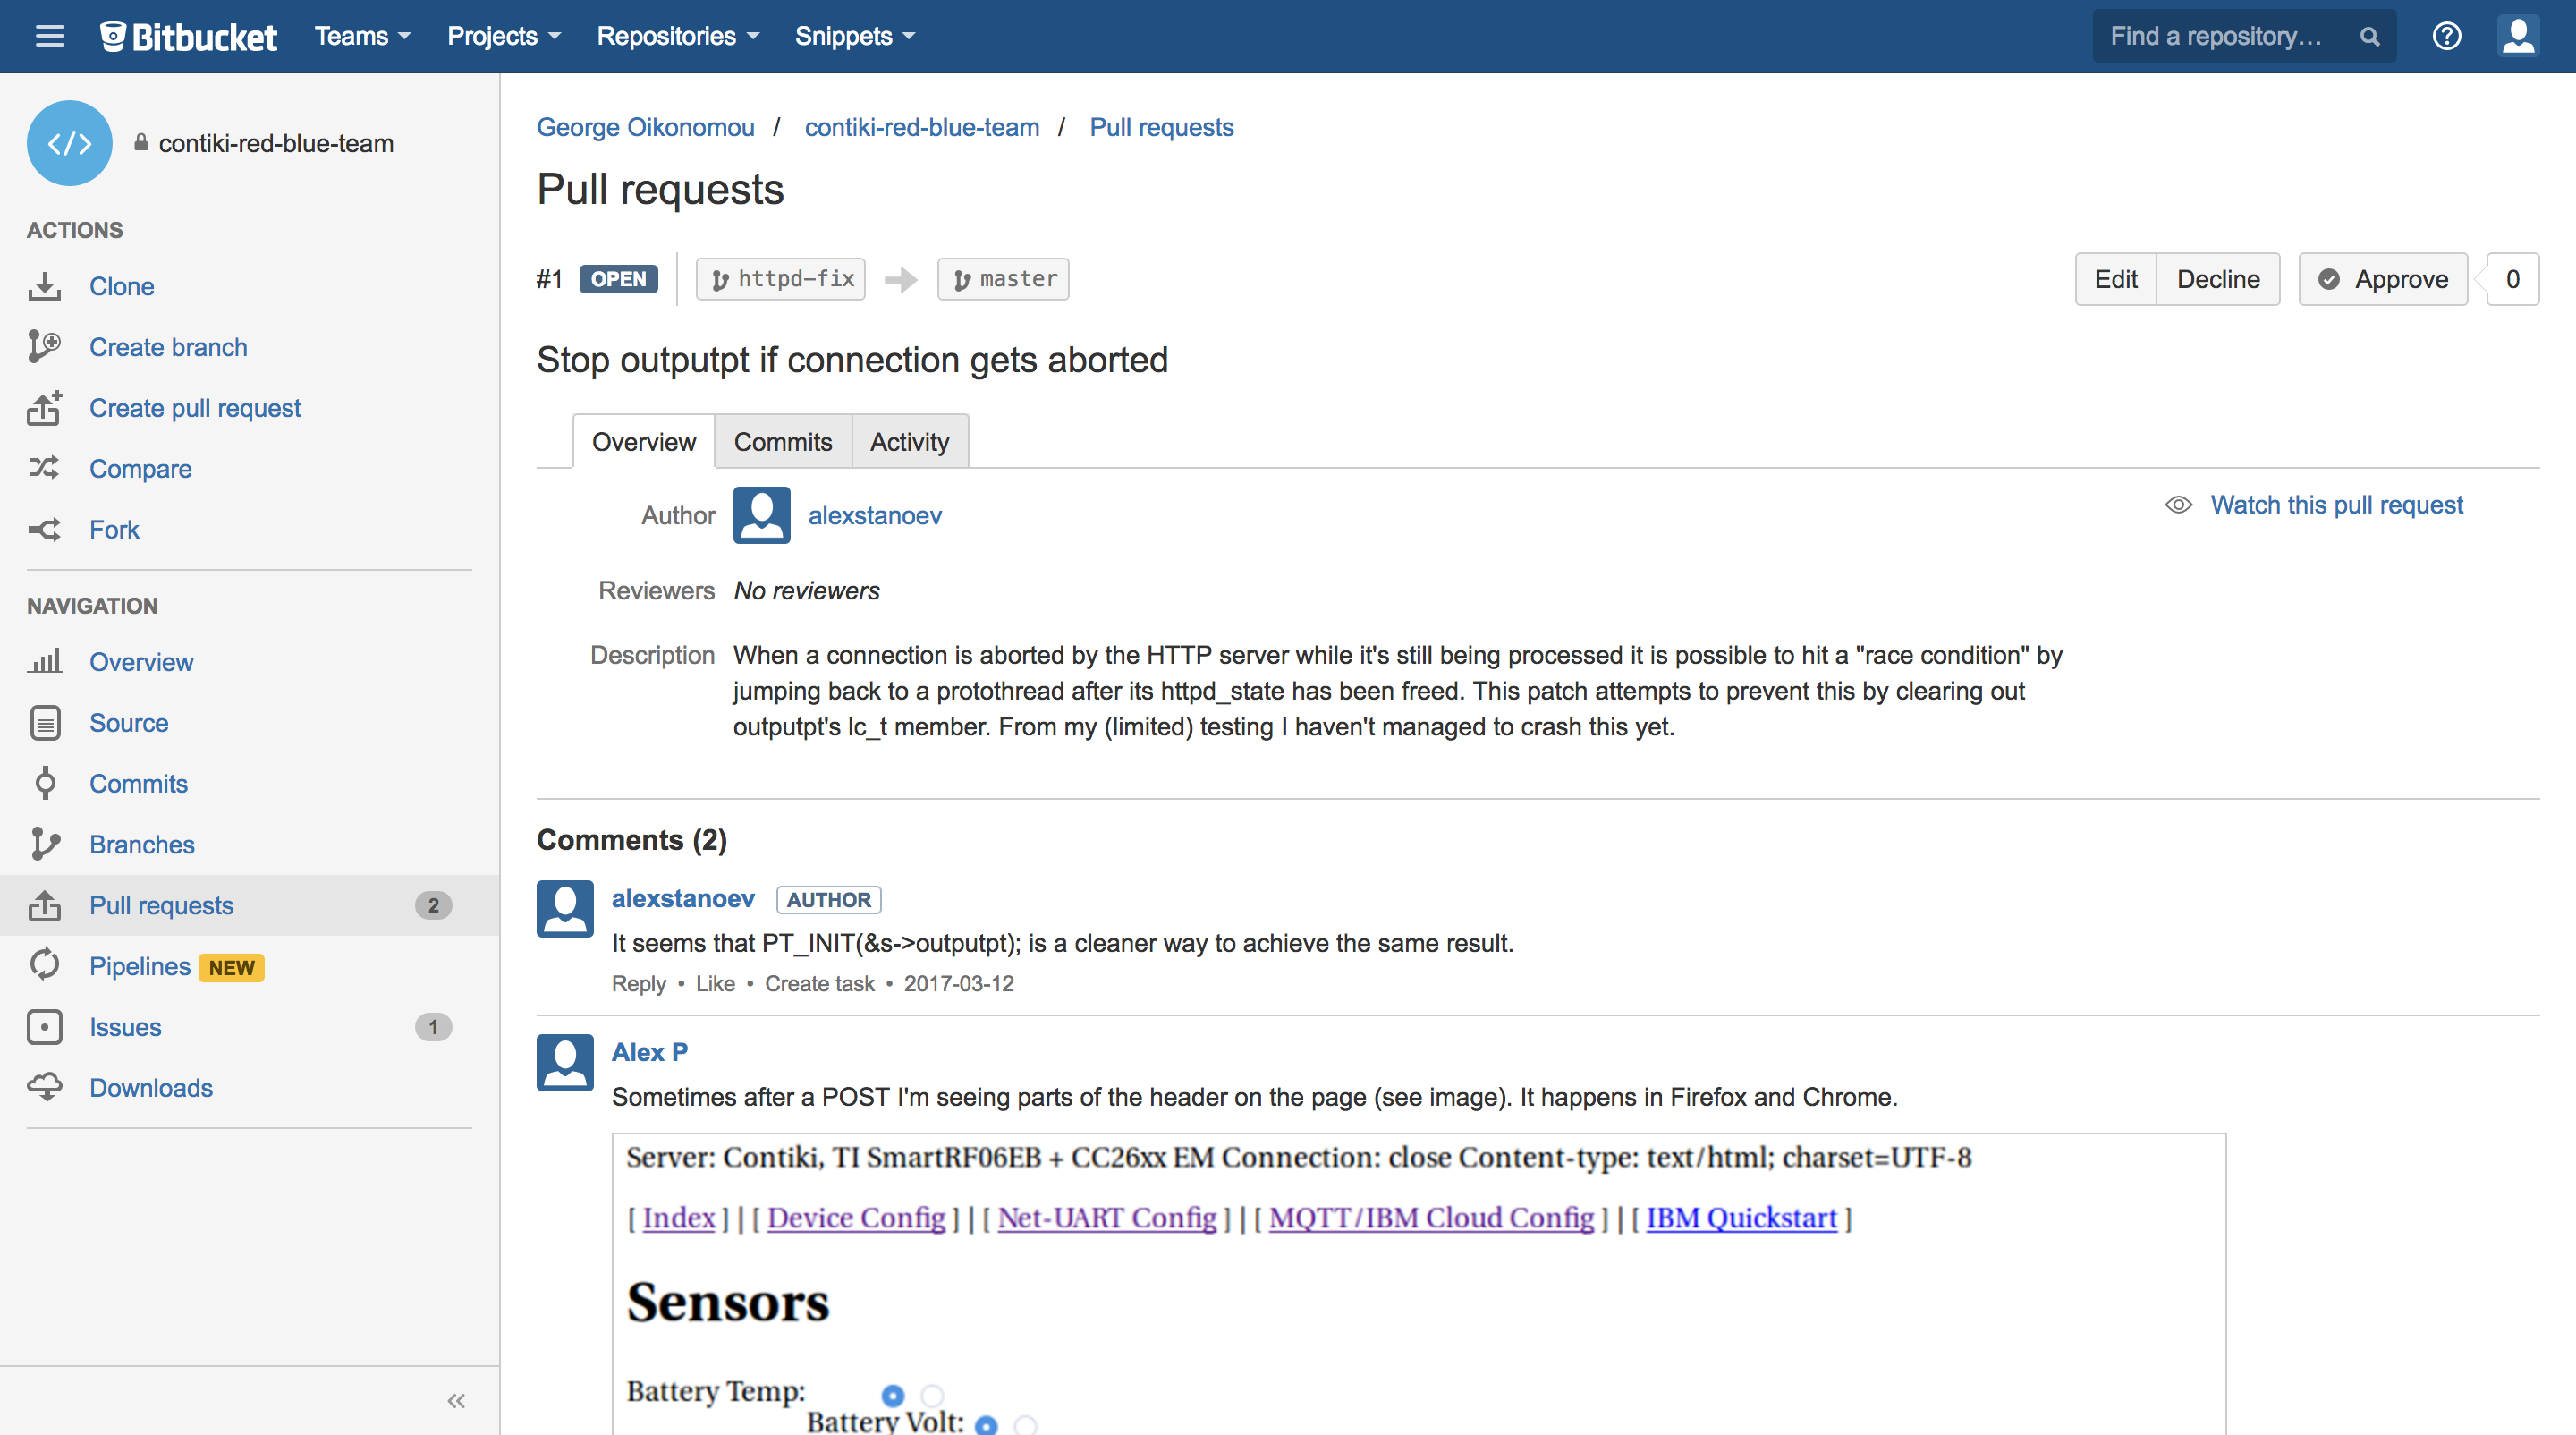 Bitbucket Teams Projects Repositories Snippets Find a repository...
contiki-red-blue-team
ACTIONS
Clone
Create branch
Create pull request
Compare
Fork
NAVIGATION
Overview
Source
Commits
Branches
Pull requests 2
Pipelines NEW
Issues 1
Downloads
George Oikonomou / contiki-red-blue-team / Pull requests
Pull requests
#1 OPEN httpd-fix master Edit Decline Approve 0
Stop outputpt if connection gets aborted
Overview Commits Activity
Author alexstanoev Watch this pull request
Reviewers No reviewers
Description When a connection is aborted by the HTTP server while it's still being processed it is possible to hit a "race condition" by
jumping back to a protothread after its httpd_state has been freed. This patch attempts to prevent this by clearing out
outputpt's lc_t member. From my (limited) testing I haven't managed to crash this yet.
Comments (2)
alexstanoev AUTHOR
It seems that PT_INIT(&s->outputpt); is a cleaner way to achieve the same result.
Reply • Like • Create task • 2017-03-12
Alex P
Sometimes after a POST I'm seeing parts of the header on the page (see image). It happens in Firefox and Chrome.
Server: Contiki, TI SmartRF06EB + CC26xx EM Connection: close Content-type: text/html; charset=UTF-8
[ Index ] | [ Device Config ] | [ Net-UART Config ] | [ MQTT/IBM Cloud Config ] | [ IBM Quickstart ]
Sensors
Battery Temp:
Battery Volt: